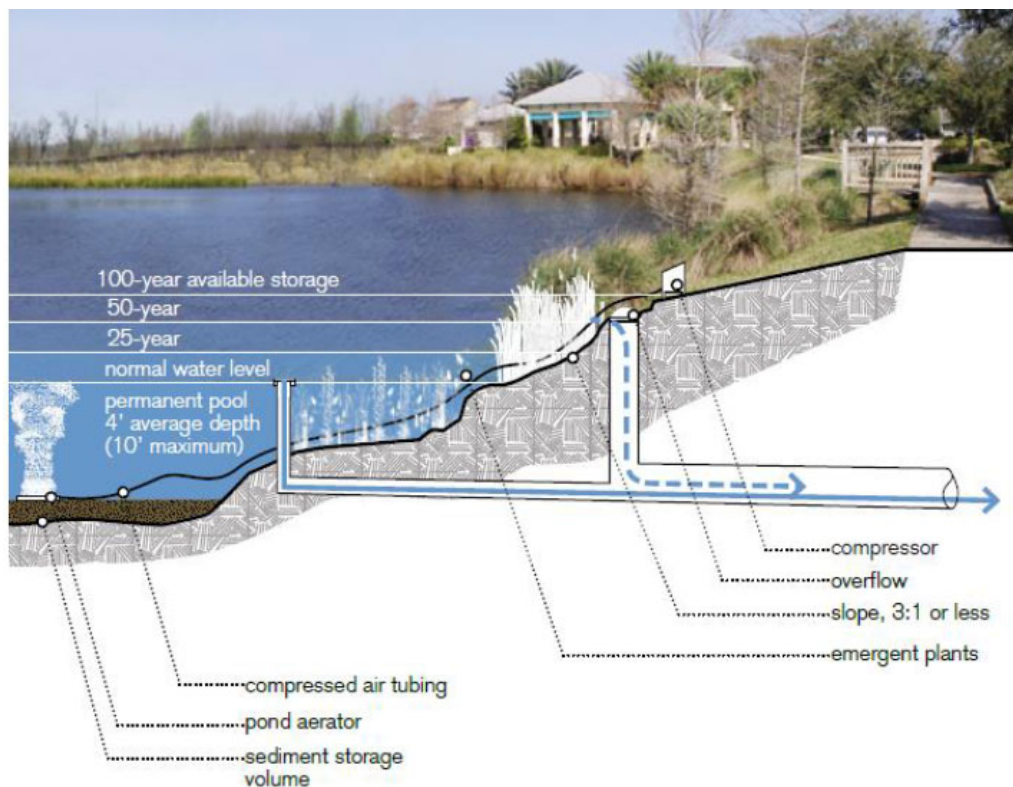 100-year available storage
50-year
25-year
normal water level
permanent pool
4' average depth
(10' maximum)
compressor
overflow
slope, 3:1 or less
emergent plants
compressed air tubing
pond aerator
sediment storage
volume